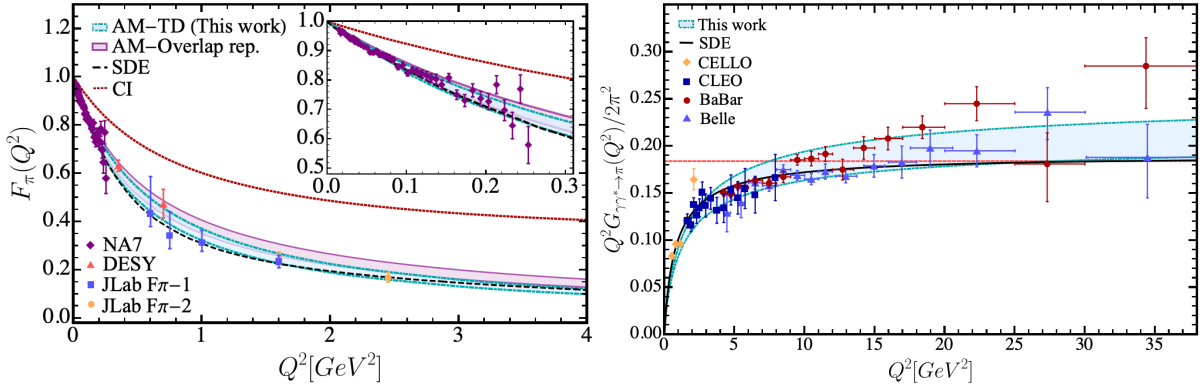 AM−TD (This work)
AM−Overlap rep.
SDE
CI
1.0
0.9
0.8
0.7
0.6
0.5
0.0 0.1 0.2 0.3
1.2
1.0
0.8
0.6
0.4
0.2
0.0
F_π(Q²)
NA7
DESY
JLab Fπ−1
JLab Fπ−2
0 1 2 3 4
Q²[GeV²]
This work
SDE
CELLO
CLEO
BaBar
Belle
0.30
0.25
0.20
0.15
0.10
0.05
0.00
Q²G_{γγ*→π}(Q²)/2π²
0 5 10 15 20 25 30 35
Q²[GeV²]